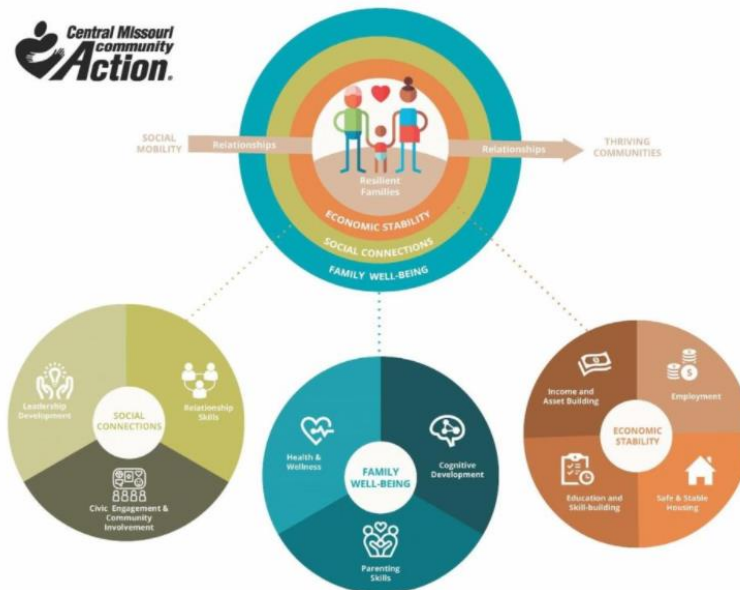 Central Missouri
community
Action®
SOCIAL
MOBILITY
Relationships
Relationships
THRIVING
COMMUNITIES
Resilient
Families
ECONOMIC STABILITY
SOCIAL CONNECTIONS
FAMILY WELL-BEING
Leadership
Development
Relationship
Skills
SOCIAL
CONNECTIONS
Civic Engagement &
Community
Involvement
Health &
Wellness
Cognitive
Development
FAMILY
WELL-BEING
Parenting
Skills
Income and
Asset Building
Employment
ECONOMIC
STABILITY
Education and
Skill-building
Safe & Stable
Housing